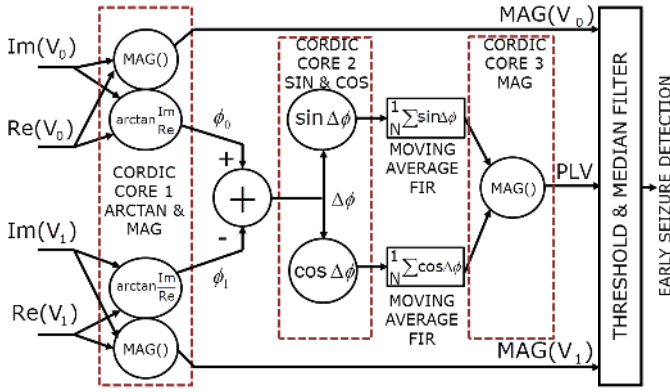 Im(V₀)
Re(V₀)
MAG()
arctan Im/Re
CORDIC
CORE 1
ARCTAN &
MAG
Im(V₁)
Re(V₁)
arctan Im/Re
MAG()
ϕ₀
+
+
-
ϕ₁
Δϕ
CORDIC
CORE 2
SIN & COS
sin Δϕ
cos Δϕ
1/N ∑sinΔϕ
MOVING
AVERAGE
FIR
1/N ∑cosΔϕ
MOVING
AVERAGE
FIR
CORDIC
CORE 3
MAG
MAG()
MAG(V₀)
PLV
MAG(V₁)
THRESHOLD & MEDIAN FILTER
EARLY SEIZURE DETECTION